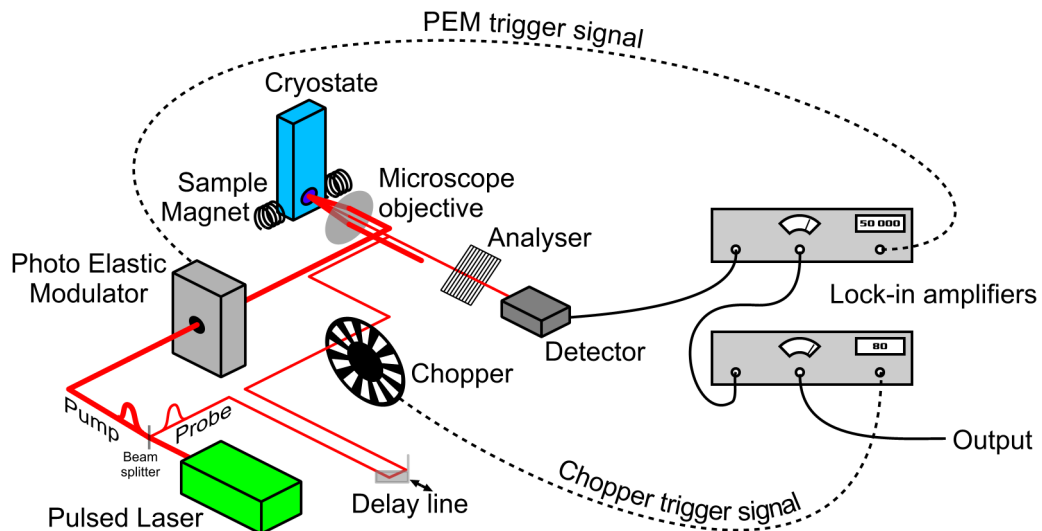 PEM trigger signal
Cryostate
Sample
Magnet
Microscope
objective
Analyser
50 000
Photo Elastic
Modulator
Lock-in amplifiers
Detector
80
Chopper
Pump
Probe
Beam
splitter
Output
Chopper trigger signal
Delay line
Pulsed Laser